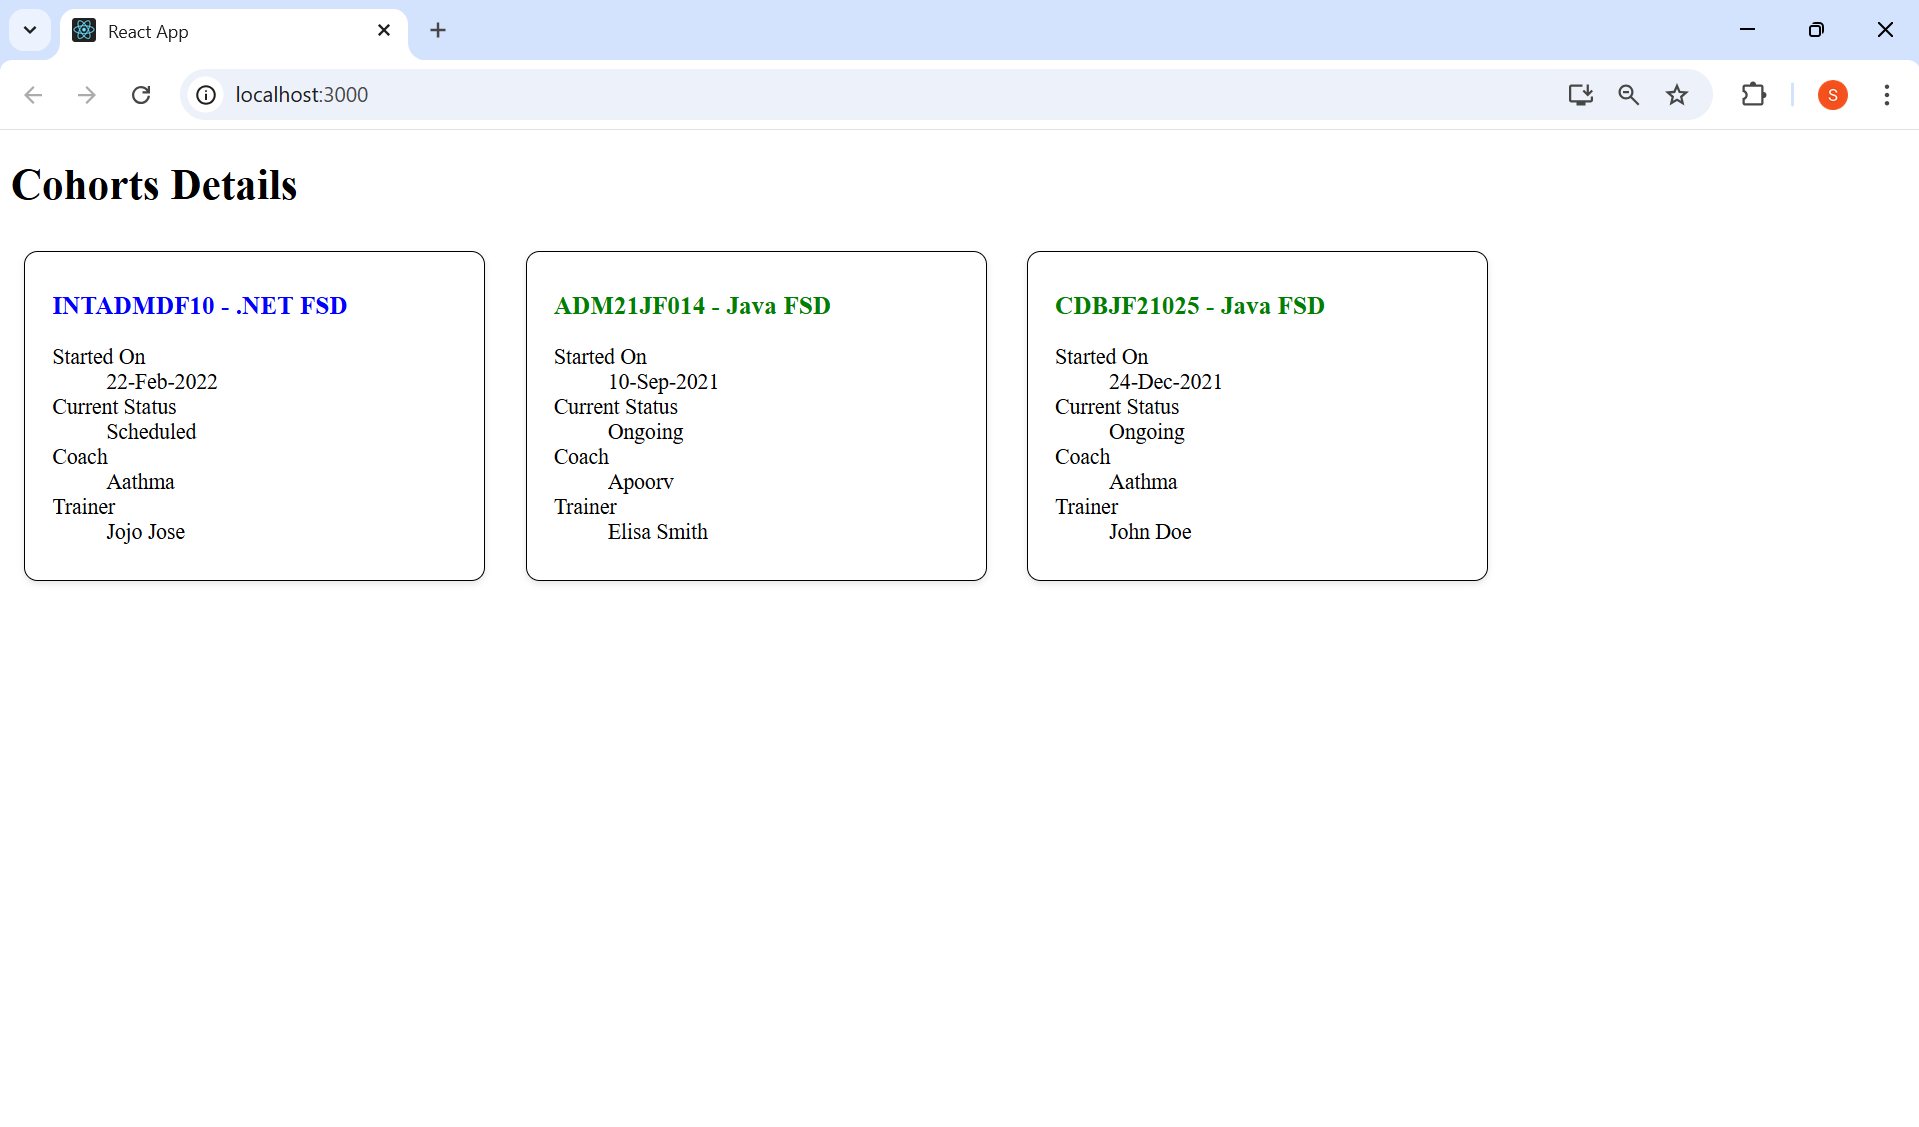 React App
localhost:3000
S
Cohorts Details
INTADMDF10 - .NET FSD
Started On
22-Feb-2022
Current Status
Scheduled
Coach
Aathma
Trainer
Jojo Jose
ADM21JF014 - Java FSD
Started On
10-Sep-2021
Current Status
Ongoing
Coach
Apoorv
Trainer
Elisa Smith
CDBJF21025 - Java FSD
Started On
24-Dec-2021
Current Status
Ongoing
Coach
Aathma
Trainer
John Doe